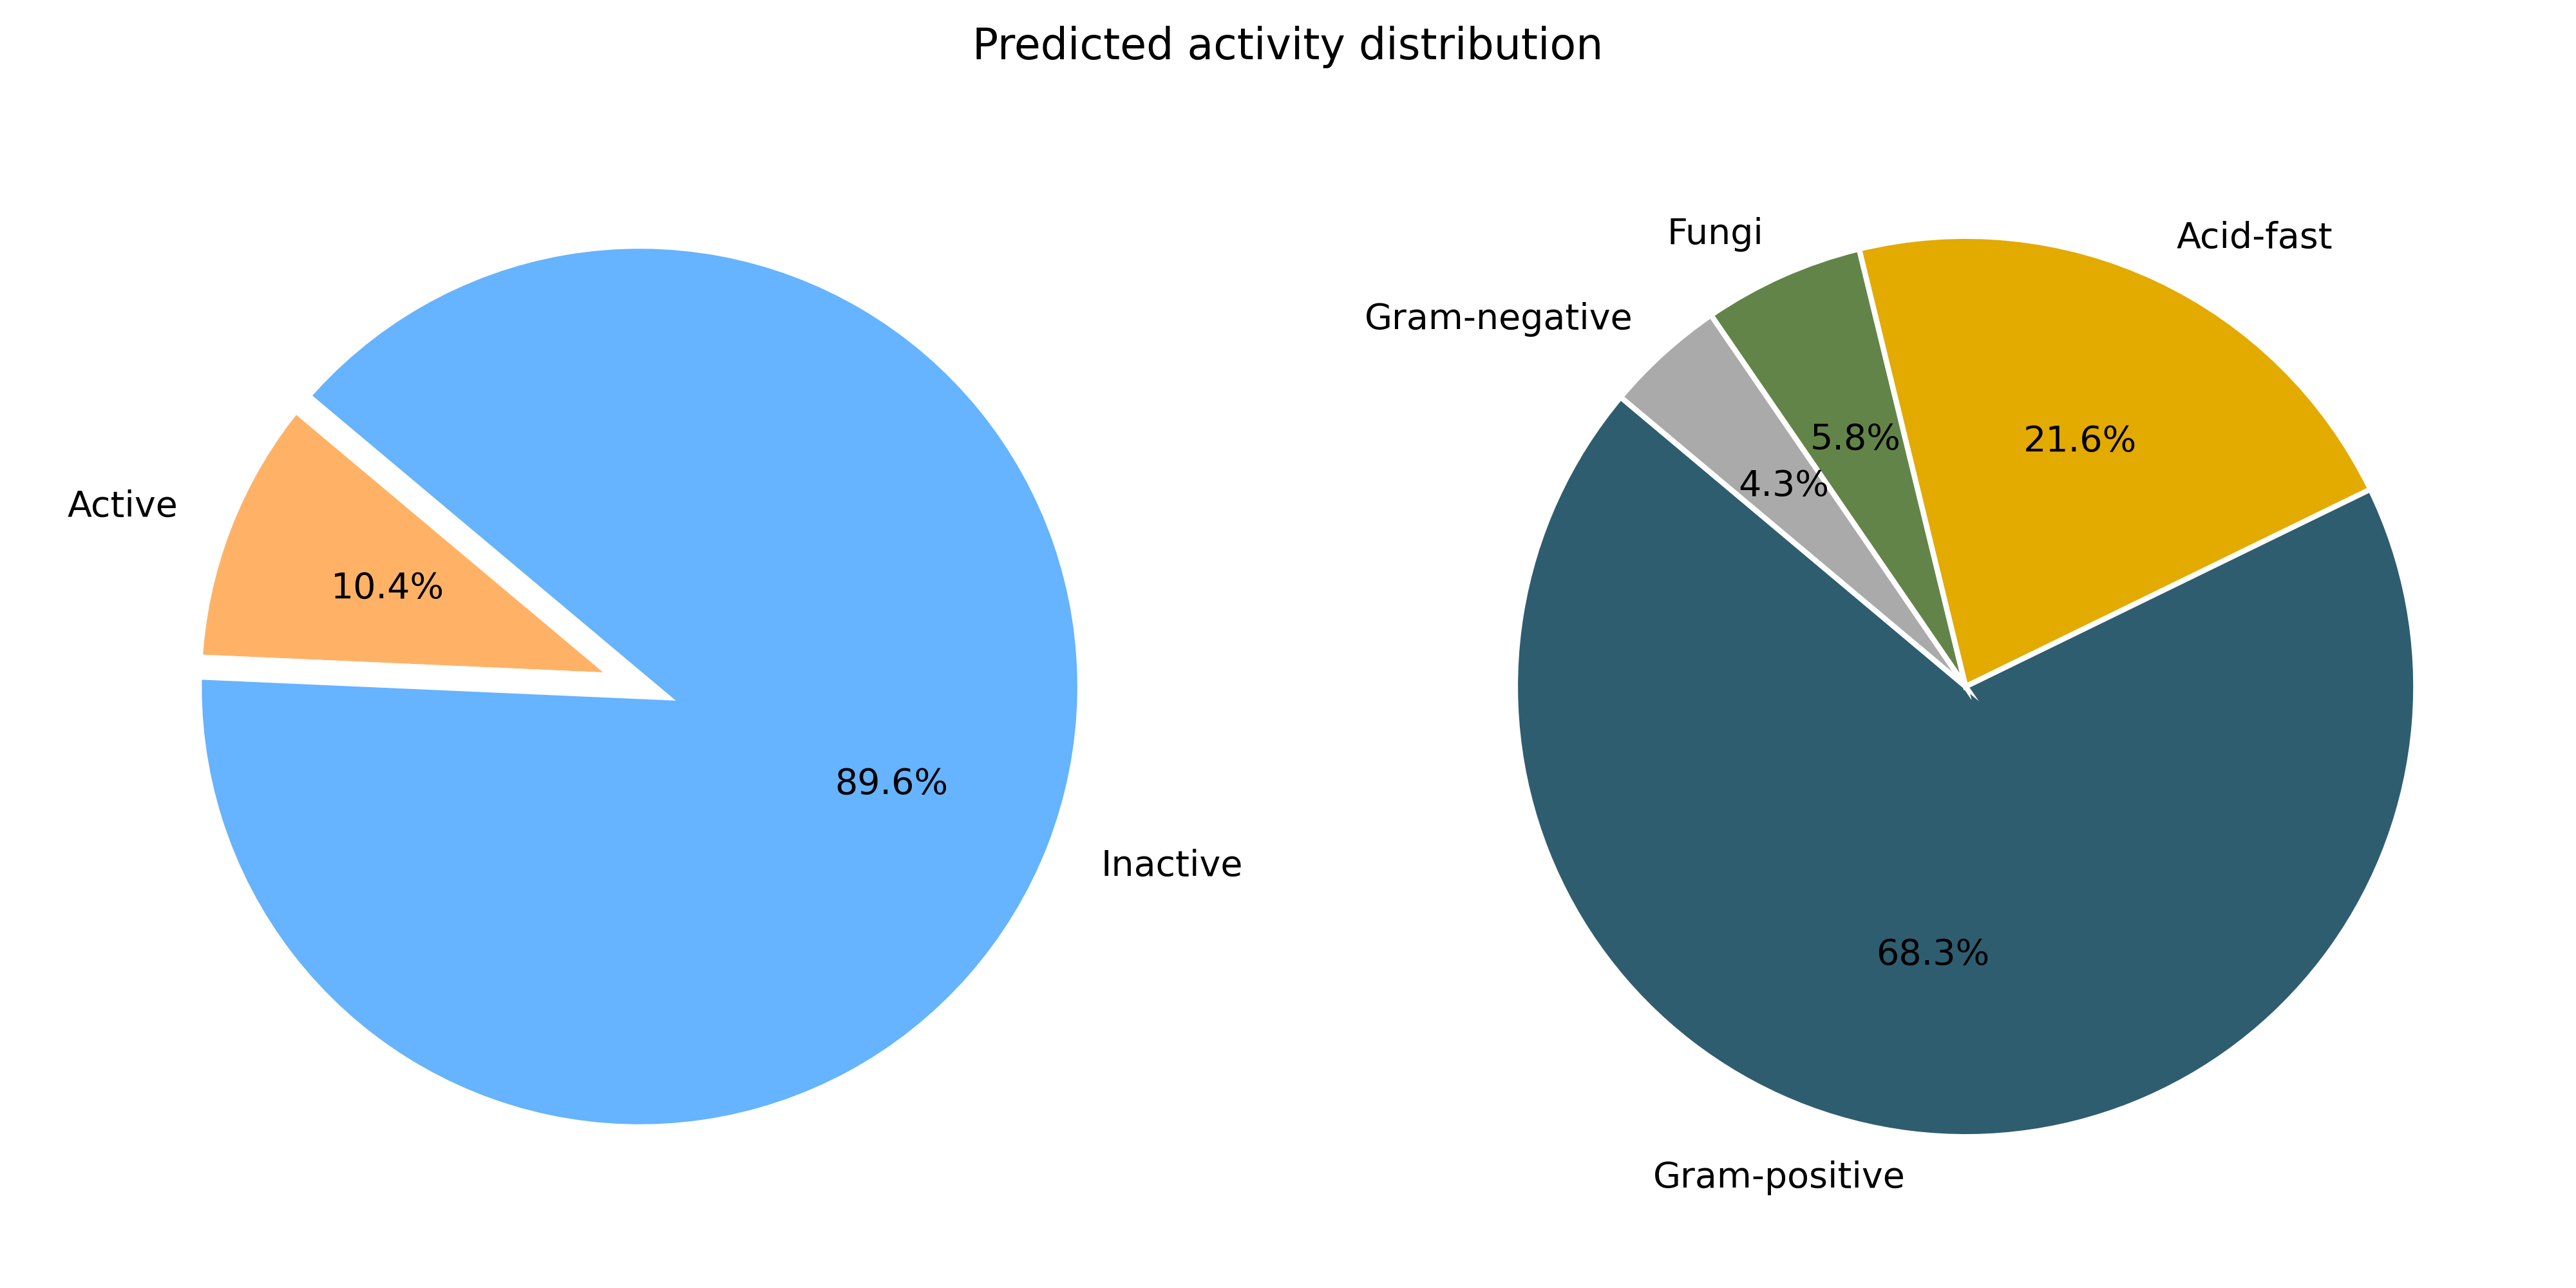 Predicted activity distribution
Active
10.4%
89.6%
Inactive
Fungi
Acid-fast
Gram-negative
5.8%
21.6%
4.3%
68.3%
Gram-positive